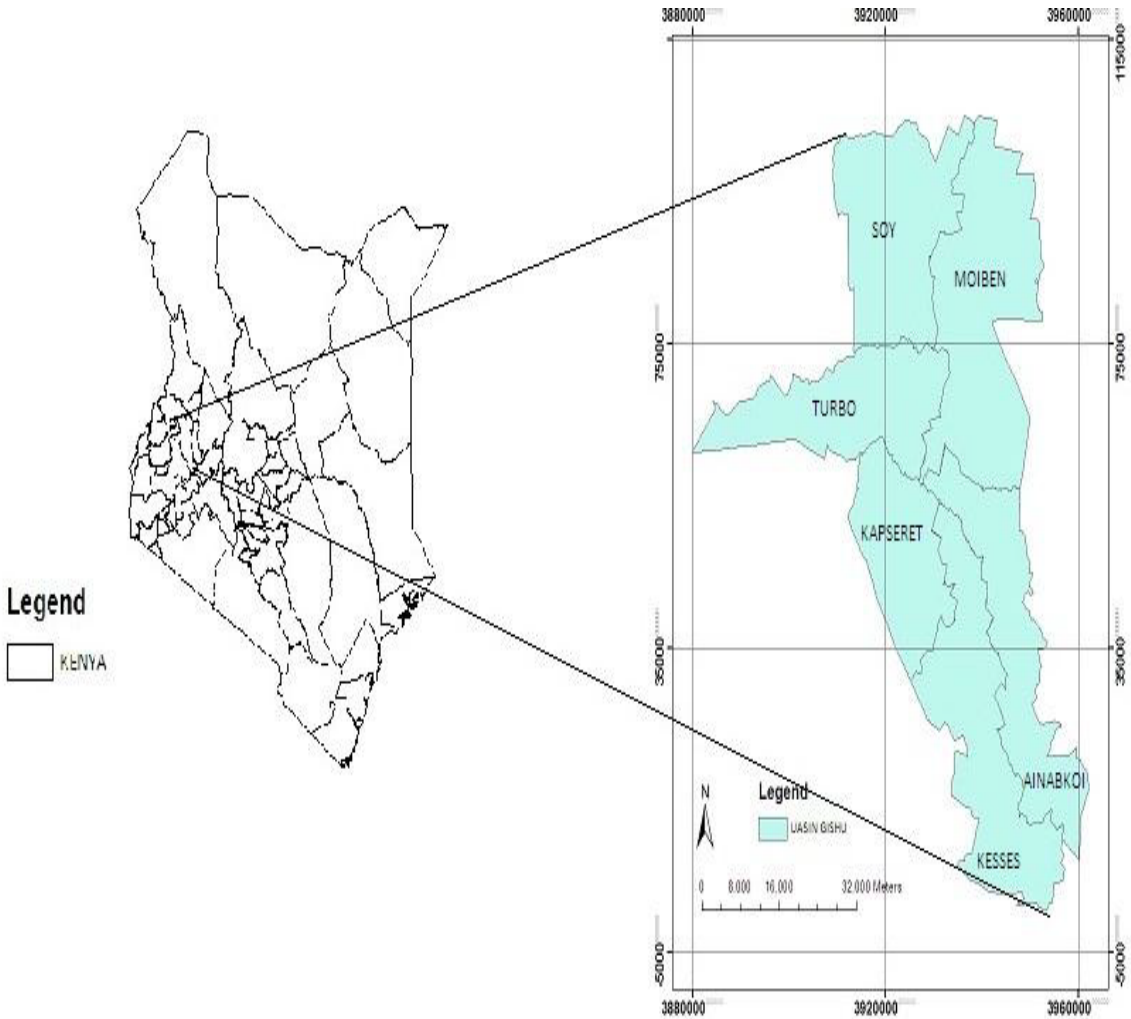 3880000 3920000 3960000
115000
SOY
MOIBEN
75000 75000
TURBO
KAPSERET
Legend
KENYA
35000 35000
AINABKOI
N
Legend
UASIN GISHU
KESSES
0 8,000 16,000 32,000 Meters
-5000 -5000
3880000 3920000 3960000